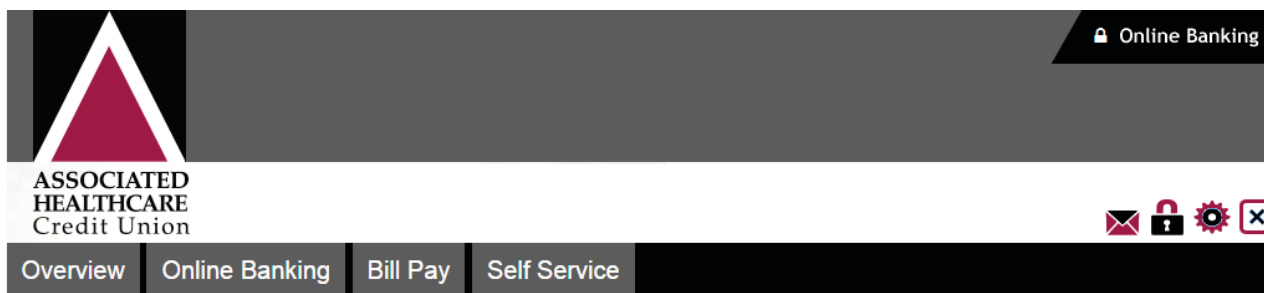 Online Banking
ASSOCIATED
HEALTHCARE
Credit Union
Overview Online Banking Bill Pay Self Service